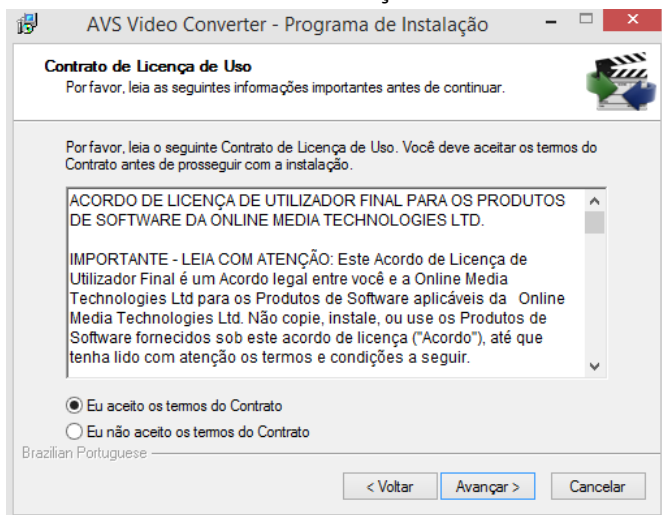 AVS Video Converter - Programa de Instalação
Contrato de Licença de Uso
Por favor, leia as seguintes informações importantes antes de continuar.
Por favor, leia o seguinte Contrato de Licença de Uso. Você deve aceitar os termos do
Contrato antes de prosseguir com a instalação.
ACORDO DE LICENÇA DE UTILIZADOR FINAL PARA OS PRODUTOS
DE SOFTWARE DA ONLINE MEDIA TECHNOLOGIES LTD.
IMPORTANTE - LEIA COM ATENÇÃO: Este Acordo de Licença de
Utilizador Final é um Acordo legal entre você e a Online Media
Technologies Ltd para os Produtos de Software aplicáveis da Online
Media Technologies Ltd. Não copie, instale, ou use os Produtos de
Software fornecidos sob este acordo de licença ("Acordo"), até que
tenha lido com atenção os termos e condições a seguir.
Eu aceito os termos do Contrato
Eu não aceito os termos do Contrato
Brazilian Portuguese
< Voltar
Avançar >
Cancelar